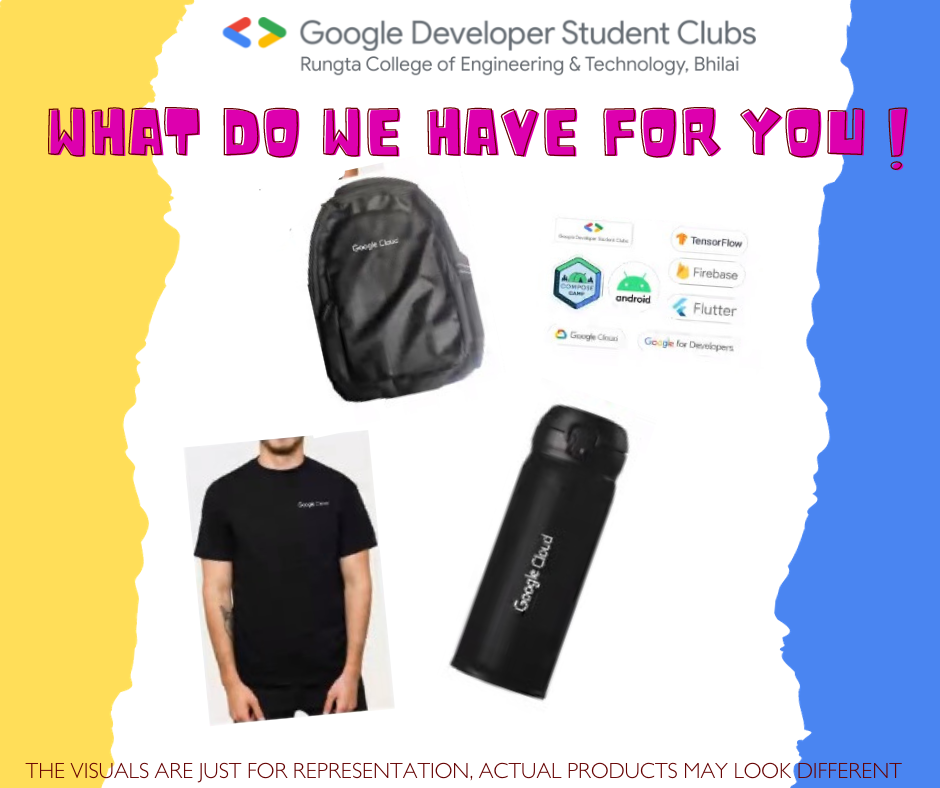 Google Developer Student Clubs
Rungta College of Engineering & Technology, Bhilai
WHAT DO WE HAVE FOR YOU !
Google Cloud
Google Developer Student Clubs
TensorFlow
COMPOSE
CAMP
android
Firebase
Flutter
Google Cloud
Google for Developers
Google Cloud
Google
THE VISUALS ARE JUST FOR REPRESENTATION, ACTUAL PRODUCTS MAY LOOK DIFFERENT